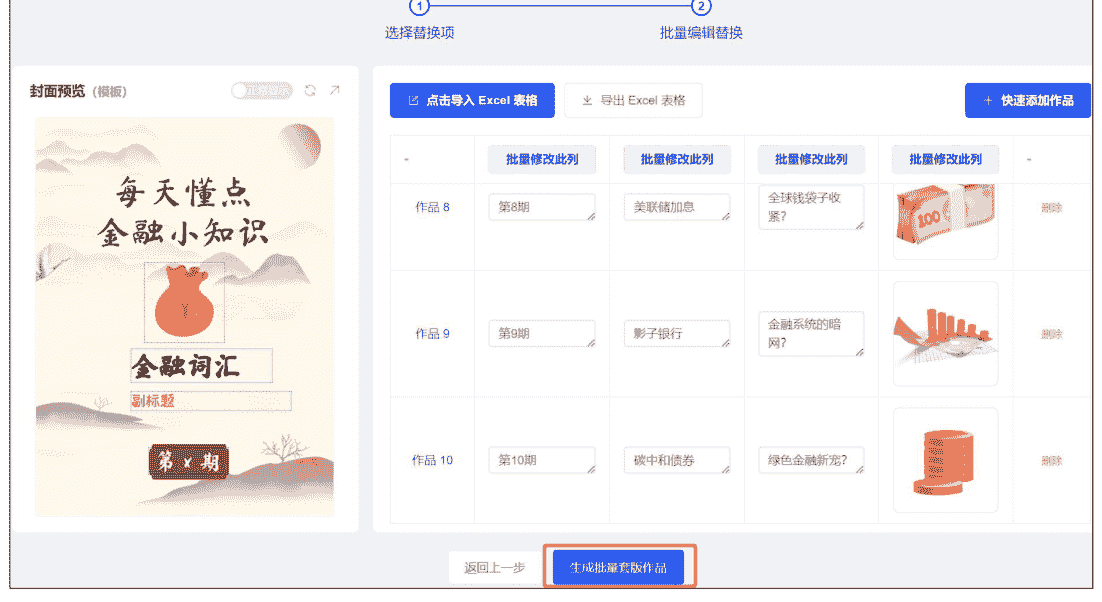 1
2
选择替换项
批量编辑替换
封面预览（模板）
点击导入 Excel 表格
导出 Excel 表格
+ 快速添加作品
每天懂点
金融小知识
金融词汇
副标题
第 x 期
-
批量修改此列
批量修改此列
批量修改此列
批量修改此列
-
作品 8
第8期
美联储加息
全球钱袋子收
紧?
100
删除
作品 9
第9期
影子银行
金融系统的暗
网?
删除
作品 10
第10期
碳中和债券
绿色金融新宠?
删除
返回上一步
生成批量套版作品